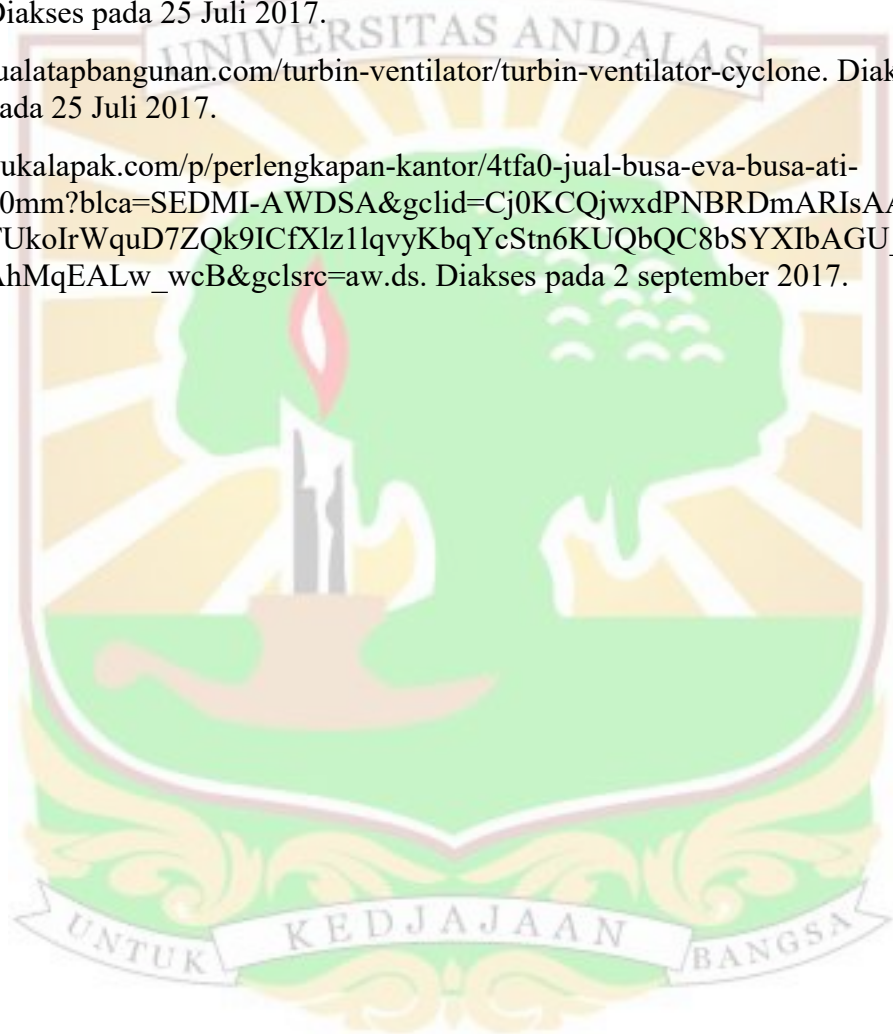 Diakses pada 25 Juli 2017.
UNIVERSITAS ANDALAS
ualatapbangunan.com/turbin-ventilator/turbin-ventilator-cyclone. Diak
ada 25 Juli 2017.
ukalapak.com/p/perlengkapan-kantor/4tfa0-jual-busa-eva-busa-ati-
0mm?blca=SEDMI-AWDSA&gclid=Cj0KCQjwxdPNBRDmARIsAA
UkoIrWquD7ZQk9ICfXlz1lqvyKbqYcStn6KUQbQC8bSYXIbAGU_
AhMqEALw_wcB&gclsrc=aw.ds. Diakses pada 2 september 2017.
UNTUK KEDJAJAAN BANGSA